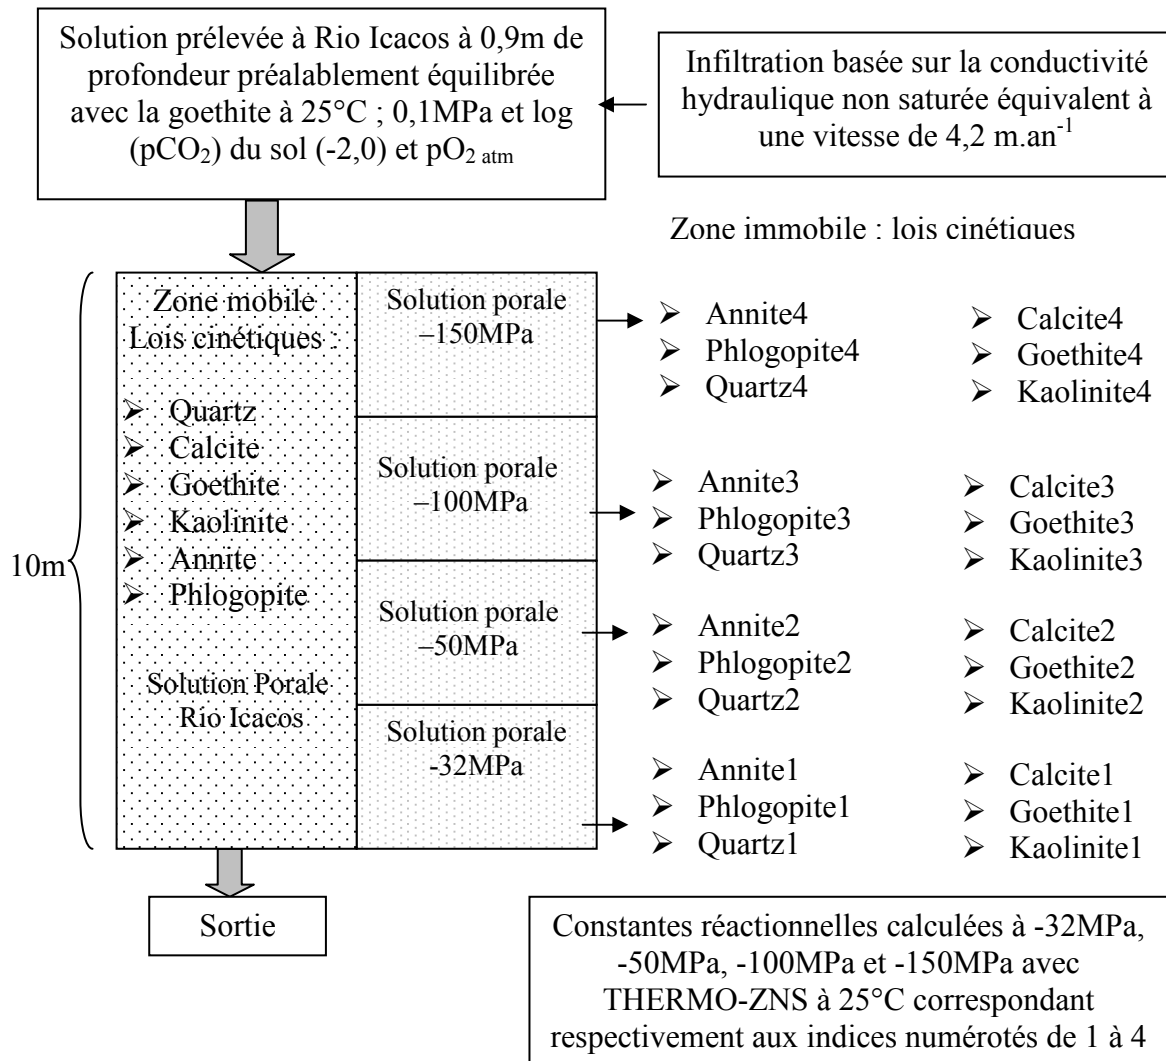 Solution prélevée à Rio Icacos à 0,9m de
profondeur préalablement équilibrée
avec la goethite à 25°C ; 0,1MPa et log
(pCO2) du sol (-2,0) et pO2 atm
Infiltration basée sur la conductivité
hydraulique non saturée équivalent à
une vitesse de 4,2 m.an-1
Zone immobile : lois cinétiques
Zone mobile
Lois cinétiques :
➢ Quartz
➢ Calcite
➢ Goethite
➢ Kaolinite
➢ Annite
➢ Phlogopite
Solution Porale
Rio Icacos
10m
Solution porale
–150MPa
➢ Annite4
➢ Phlogopite4
➢ Quartz4
➢ Calcite4
➢ Goethite4
➢ Kaolinite4
Solution porale
–100MPa
➢ Annite3
➢ Phlogopite3
➢ Quartz3
➢ Calcite3
➢ Goethite3
➢ Kaolinite3
Solution porale
–50MPa
➢ Annite2
➢ Phlogopite2
➢ Quartz2
➢ Calcite2
➢ Goethite2
➢ Kaolinite2
Solution porale
-32MPa
➢ Annite1
➢ Phlogopite1
➢ Quartz1
➢ Calcite1
➢ Goethite1
➢ Kaolinite1
Sortie
Constantes réactionnelles calculées à -32MPa,
-50MPa, -100MPa et -150MPa avec
THERMO-ZNS à 25°C correspondant
respectivement aux indices numérotés de 1 à 4